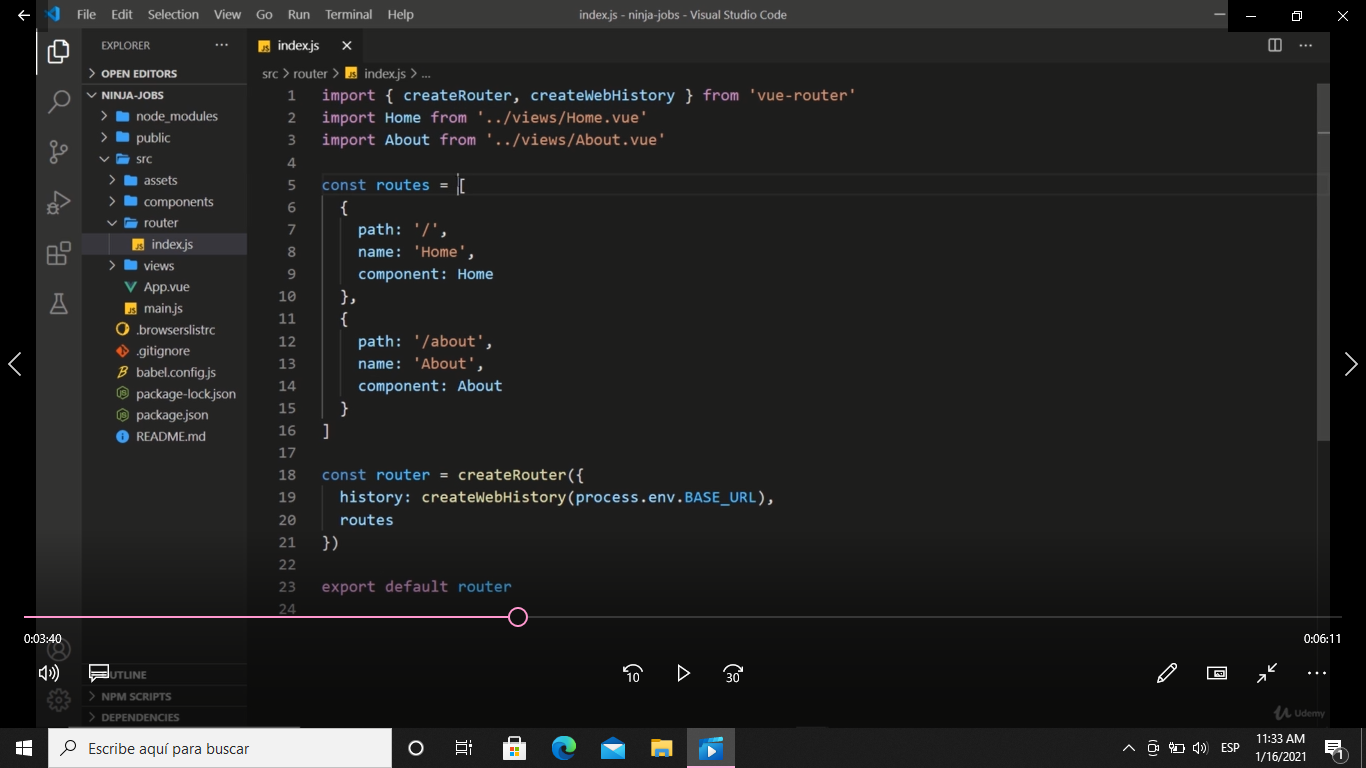 File Edit Selection View Go Run Terminal Help
index.js - ninja-jobs - Visual Studio Code
EXPLORER
OPEN EDITORS
NINJA-JOBS
node_modules
public
src
assets
components
router
index.js
views
App.vue
main.js
.browserslistrc
.gitignore
babel.config.js
package-lock.json
package.json
README.md
UTLINE
NPM SCRIPTS
DEPENDENCIES
index.js
src > router > index.js > ...
1 import { createRouter, createWebHistory } from 'vue-router'
2 import Home from '../views/Home.vue'
3 import About from '../views/About.vue'
4
5 const routes = [
6 {
7 path: '/',
8 name: 'Home',
9 component: Home
10 },
11 {
12 path: '/about',
13 name: 'About',
14 component: About
15 }
16 ]
17
18 const router = createRouter({
19 history: createWebHistory(process.env.BASE_URL),
20 routes
21 })
22
23 export default router
24
0:03:40
0:06:11
10
30
Udemy
Escribe aquí para buscar
ESP
11:33 AM
1/16/2021
1